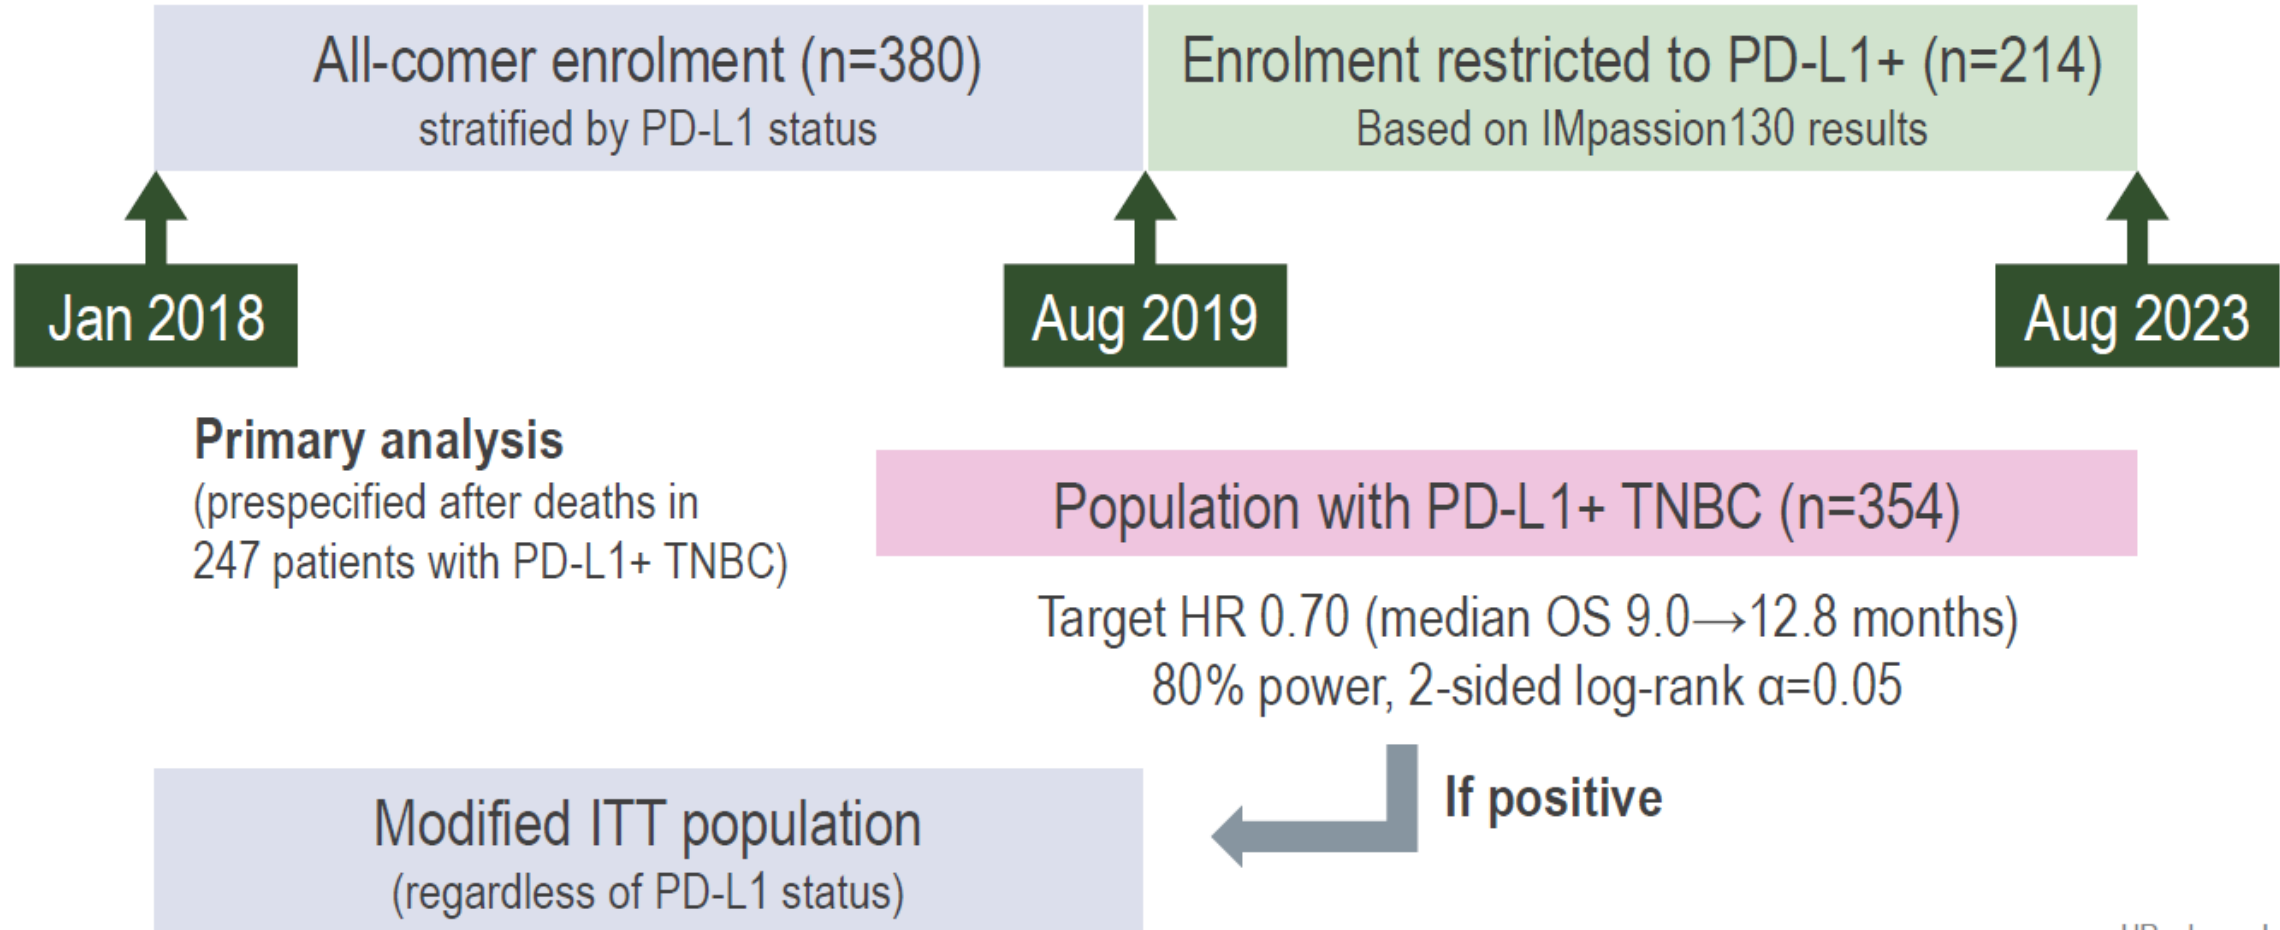 All-comer enrolment (n=380)
stratified by PD-L1 status
Enrolment restricted to PD-L1+ (n=214)
Based on IMpassion130 results
Jan 2018
Aug 2019
Aug 2023
Primary analysis
(prespecified after deaths in
247 patients with PD-L1+ TNBC)
Population with PD-L1+ TNBC (n=354)
Target HR 0.70 (median OS 9.0→12.8 months)
80% power, 2-sided log-rank α=0.05
If positive
Modified ITT population
(regardless of PD-L1 status)